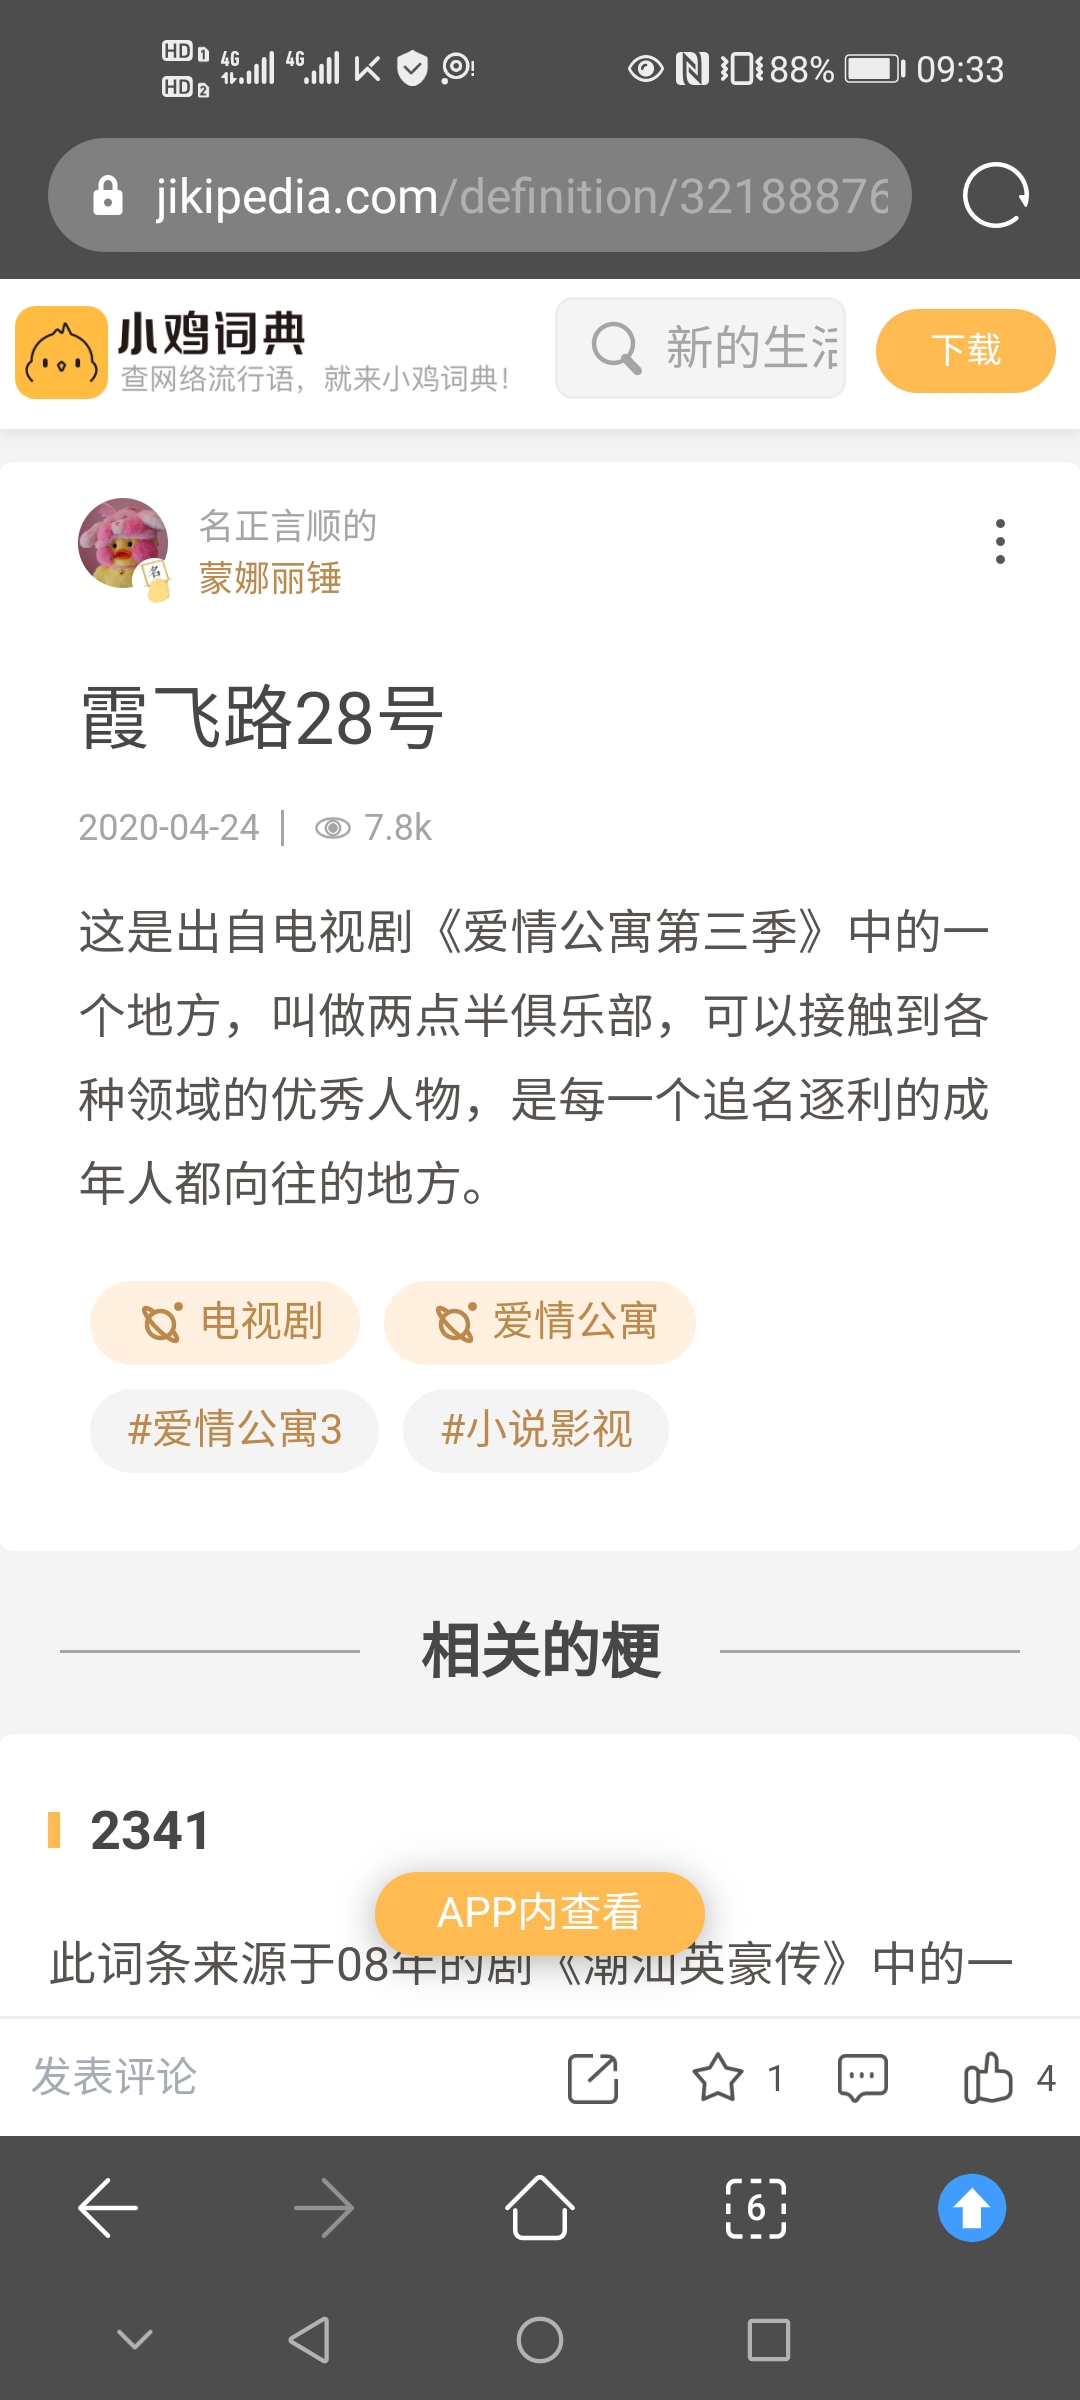 HD 1 4G 4G 88% 09:33
HD 2
jikipedia.com/definition/32188876
小鸡词典
查网络流行语，就来小鸡词典！
新的生活
下载
名正言顺的
名
蒙娜丽锤
霞飞路28号
2020-04-24 | 7.8k
这是出自电视剧《爱情公寓第三季》中的一
个地方，叫做两点半俱乐部，可以接触到各
种领域的优秀人物，是每一个追名逐利的成
年人都向往的地方。
电视剧 爱情公寓
#爱情公寓3 #小说影视
相关的梗
2341
APP内查看
此词条来源于08年的剧《潮汕英豪传》中的一
发表评论 1 4
6